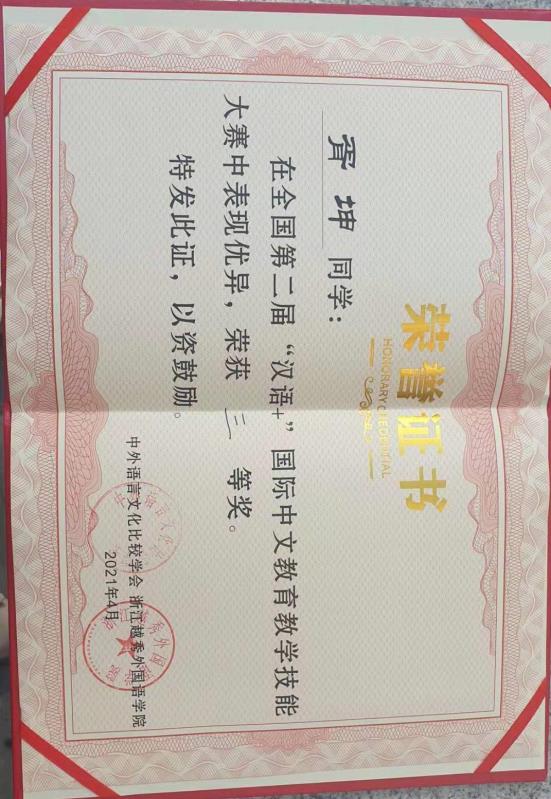 荣誉证书
HONORARY CREDENTIAL
胥坤 同学：
在全国第二届“汉语+”国际中文教育教学技能
大赛中表现优异，荣获 三 等奖。
特发此证，以资鼓励。
中外语言文化比较学会 浙江越秀外国语学院
2021年4月